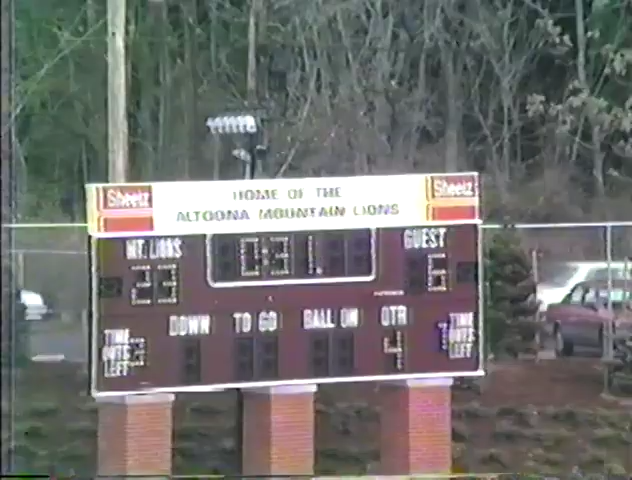 Sheetz HOME OF THE Sheetz
ALTOONA MOUNTAIN LIONS
MT. LIONS GUEST
23 6
DOWN TO GO BALL ON QTR
TIME OUTS LEFT TIME OUTS LEFT
4